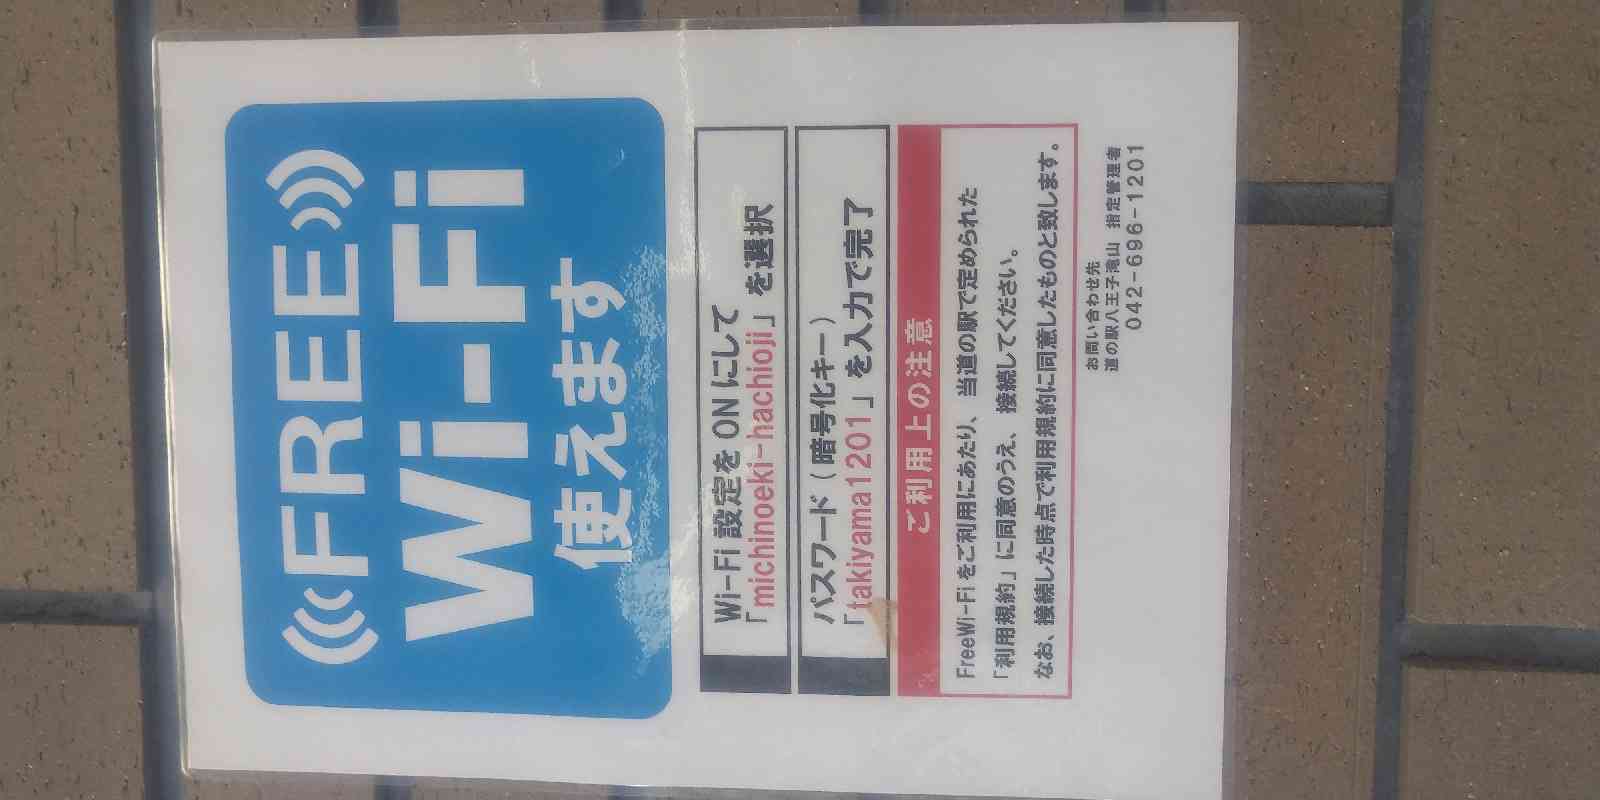 FREE
Wi-Fi
使えます
Wi-Fi 設定を ON にして
「michinoeki-hachioji」を選択
パスワード（暗号化キー）
「takiyama1201」を入力で完了
ご利用上の注意
FreeWi-Fi をご利用にあたり、当道の駅で定められた
「利用規約」に同意のうえ、接続してください。
なお、接続した時点で利用規約に同意したものと致します。
お問い合わせ先
道の駅八王子滝山 指定管理者
042-696-1201